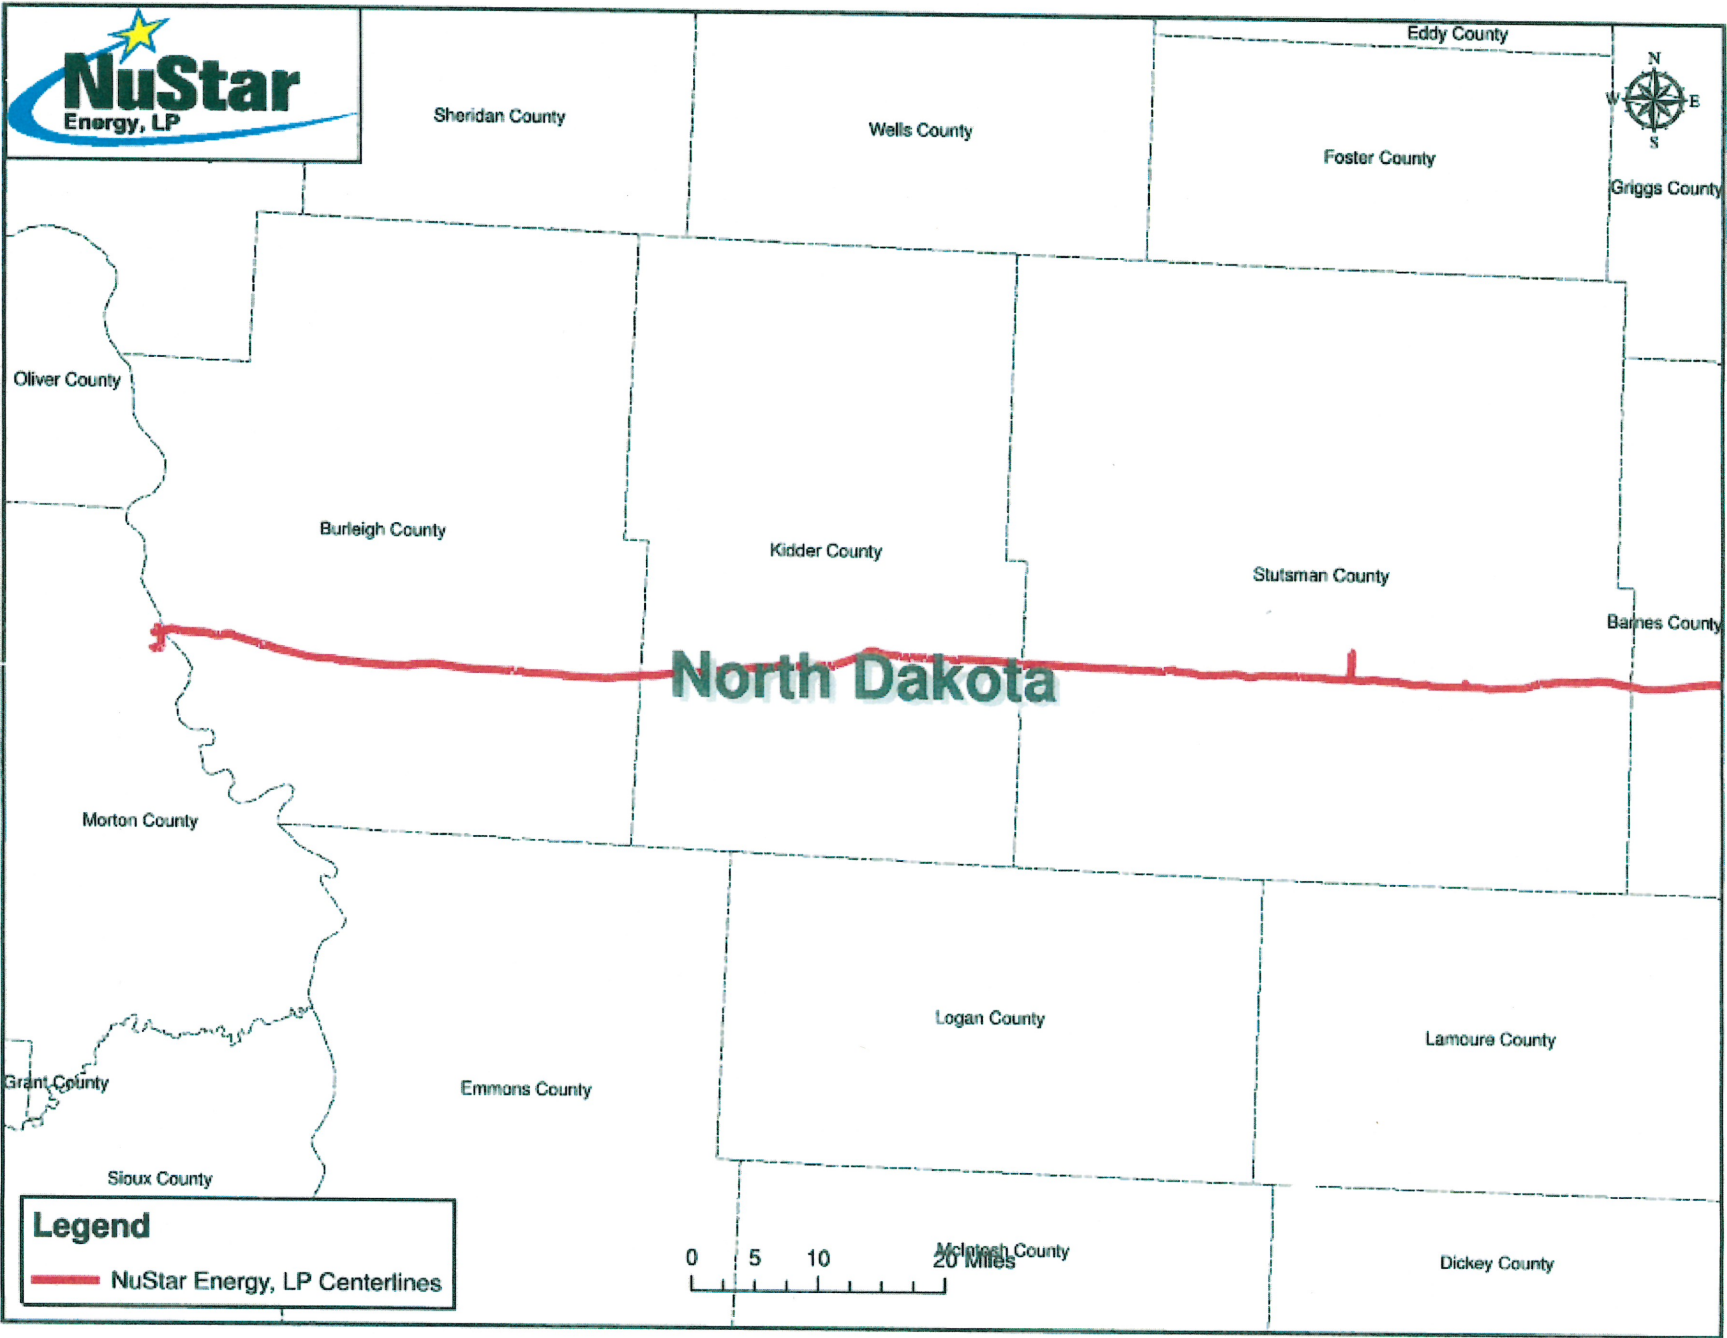 NuStar
Energy, LP
Eddy County
N
W E
S
Sheridan County
Wells County
Foster County
Griggs County
Oliver County
Burleigh County
Kidder County
Stutsman County
Barnes County
North Dakota
Morton County
Logan County
Lamoure County
Grant County
Emmons County
Sioux County
Legend
NuStar Energy, LP Centerlines
0 5 10 20 Miles
McIntosh County
Dickey County